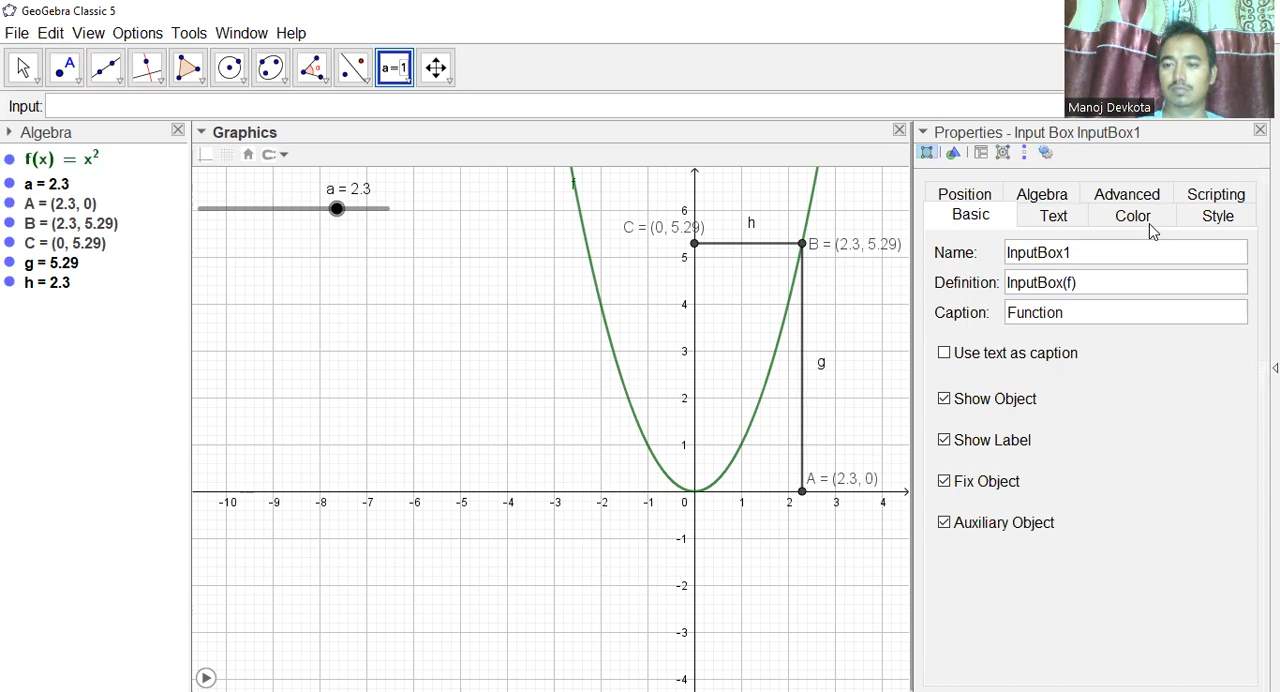 GeoGebra Classic 5
File Edit View Options Tools Window Help
A
a=1
Input:
Manoj Devkota
Algebra
Graphics
Properties - Input Box InputBox1
f(x) = x²
a = 2.3
A = (2.3, 0)
B = (2.3, 5.29)
C = (0, 5.29)
g = 5.29
h = 2.3
a = 2.3
f
C = (0, 5.29)
h
B = (2.3, 5.29)
g
A = (2.3, 0)
6
5
4
3
2
1
-10 -9 -8 -7 -6 -5 -4 -3 -2 -1 0 1 2 3 4
-1
-2
-3
-4
Position Algebra Advanced Scripting
Basic Text Color Style
Name: InputBox1
Definition: InputBox(f)
Caption: Function
Use text as caption
Show Object
Show Label
Fix Object
Auxiliary Object